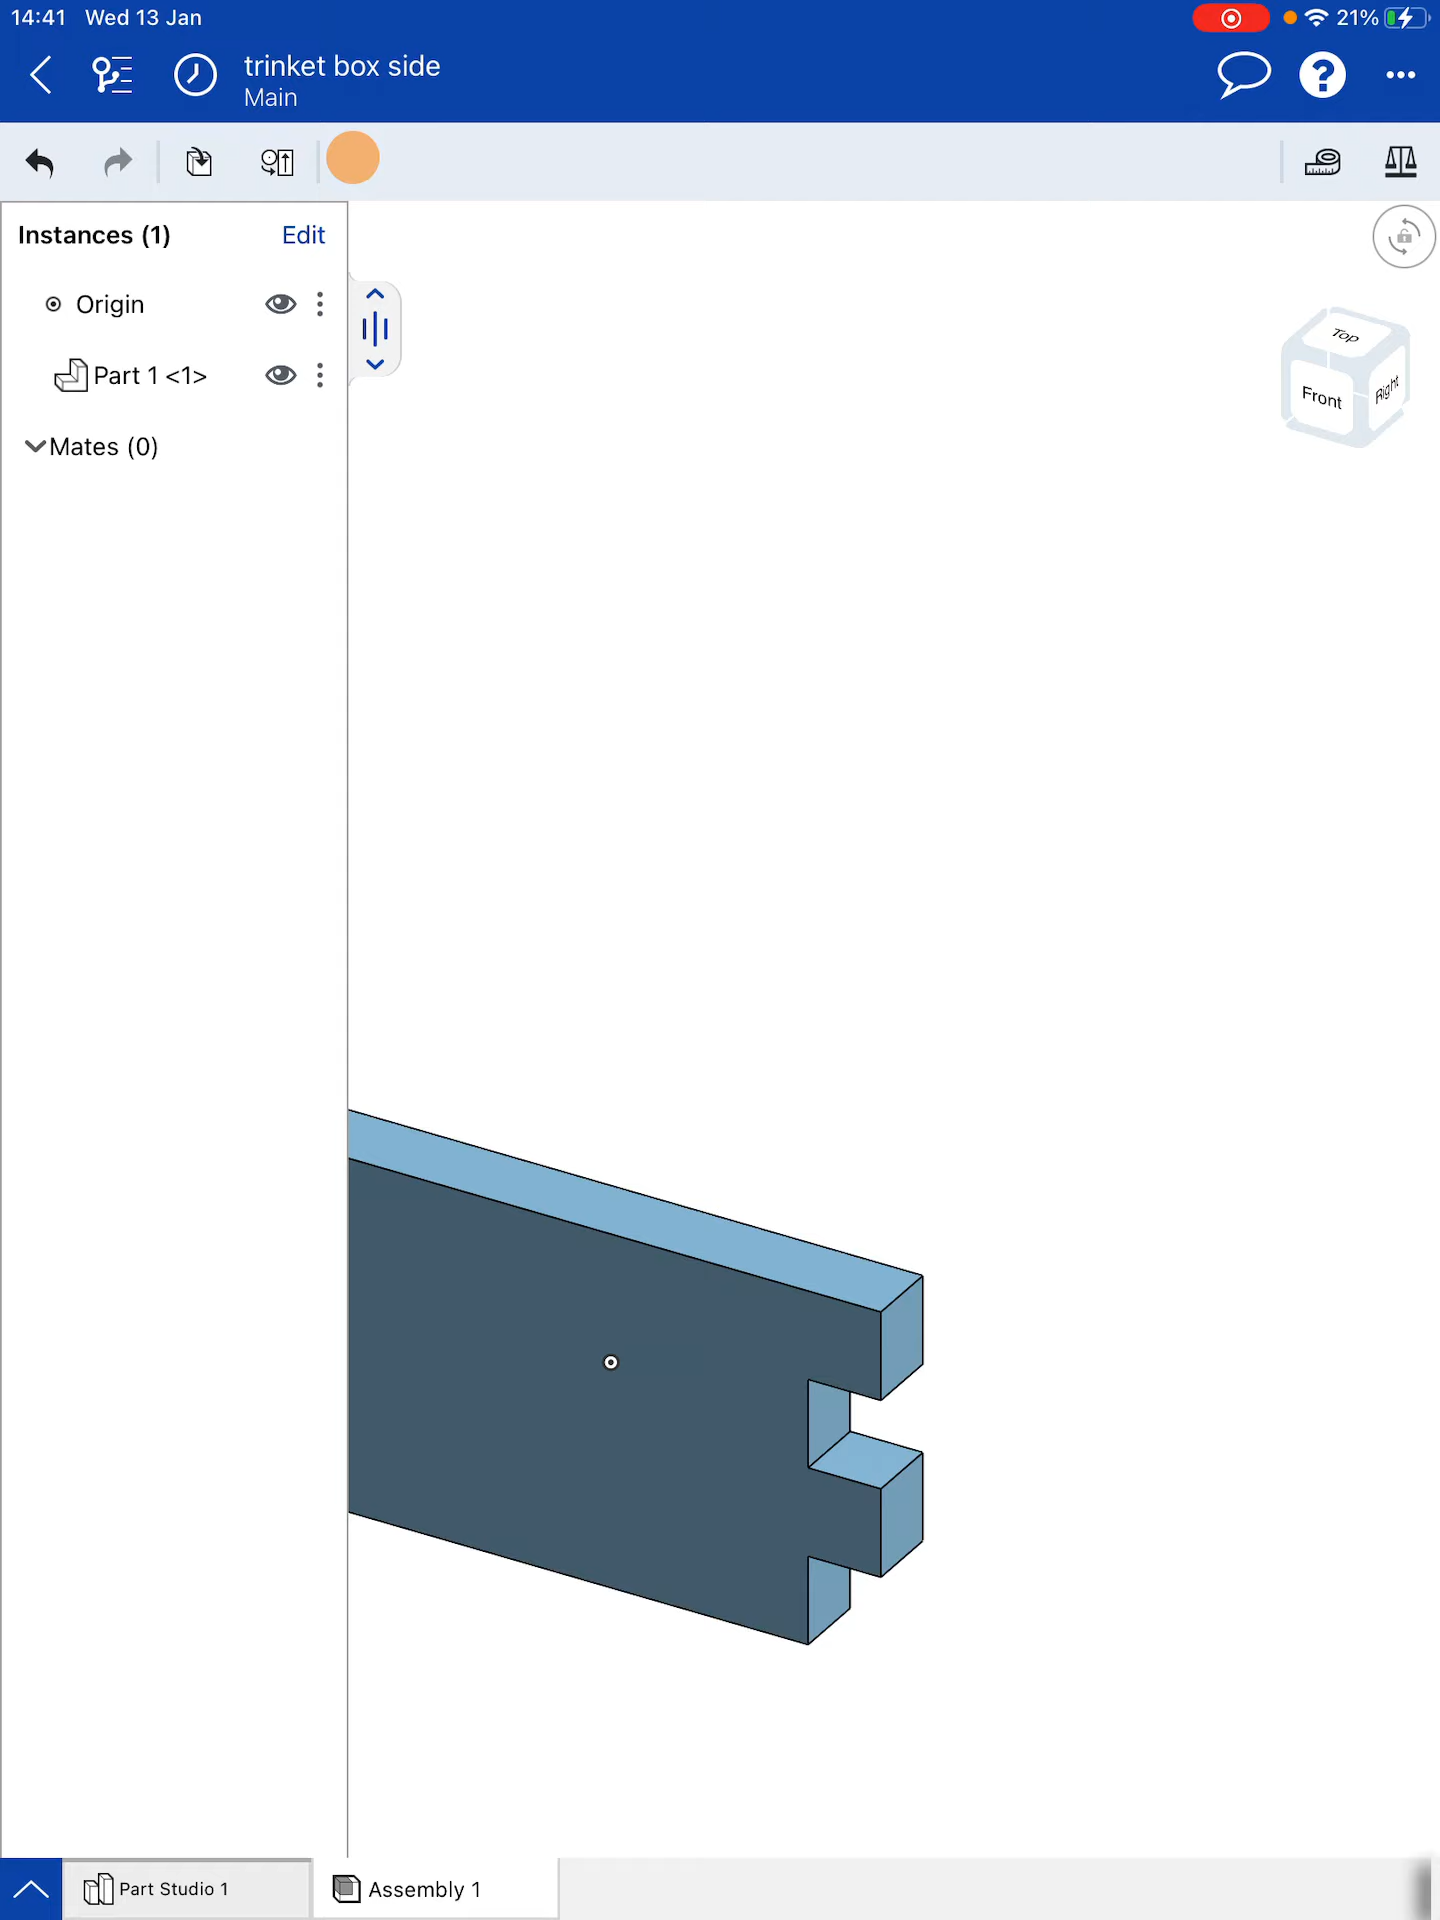 14:41 Wed 13 Jan
21%
trinket box side
Main
Instances (1) Edit
Origin
Part 1 <1>
Mates (0)
Top
Front
Right
Part Studio 1
Assembly 1